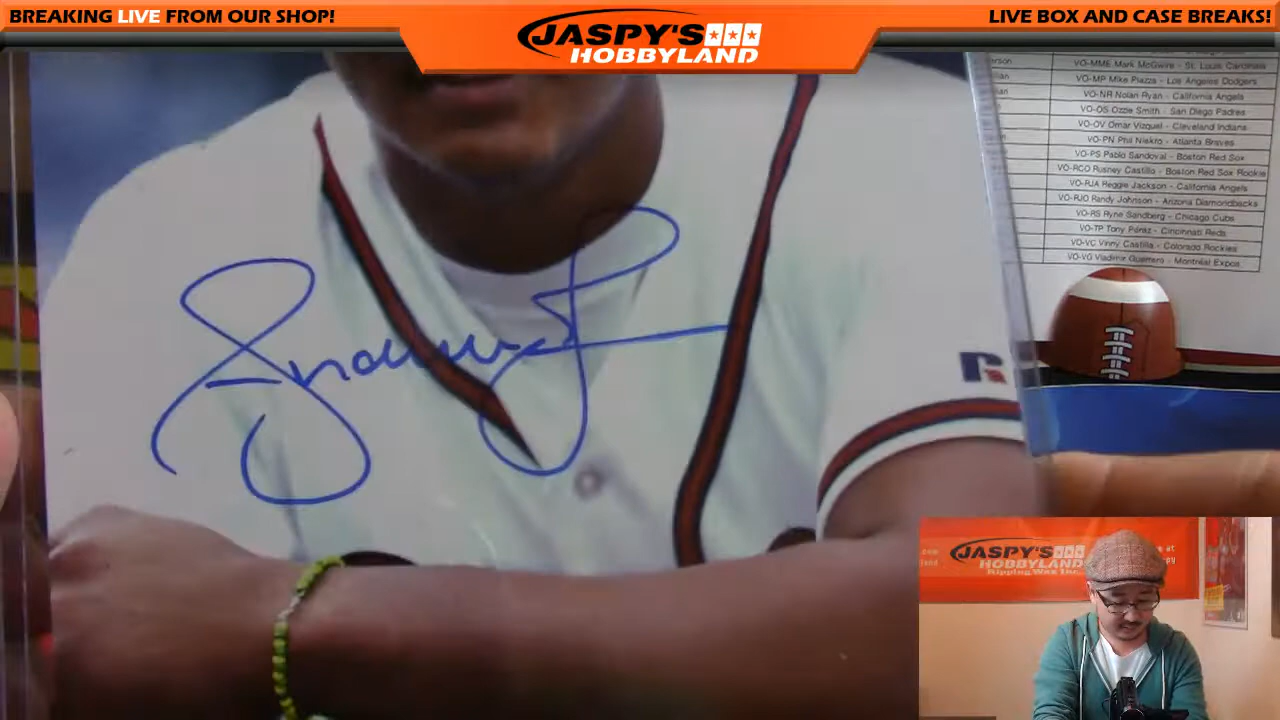 BREAKING LIVE FROM OUR SHOP!
JASPY'S
HOBBYLAND
LIVE BOX AND CASE BREAKS!
VO-MME Mark McGwire - St. Louis Cardinals
VO-MP Mike Piazza - Los Angeles Dodgers
VO-NR Nolan Ryan - California Angels
VO-OS Ozzie Smith - San Diego Padres
VO-OV Omar Vizquel - Cleveland Indians
VO-PN Phil Niekro - Atlanta Braves
VO-PS Pablo Sandoval - Boston Red Sox
VO-RCO Rusney Castillo - Boston Red Sox Rookie
VO-RJA Reggie Jackson - California Angels
VO-RJO Randy Johnson - Arizona Diamondbacks
VO-RS Ryne Sandberg - Chicago Cubs
VO-TP Tony Pérez - Cincinnati Reds
VO-VC Vinny Castilla - Colorado Rockies
VO-VG Vladimir Guerrero - Montréal Expos
R
JASPY'S
HOBBYLAND
Ripping Wax Inc.